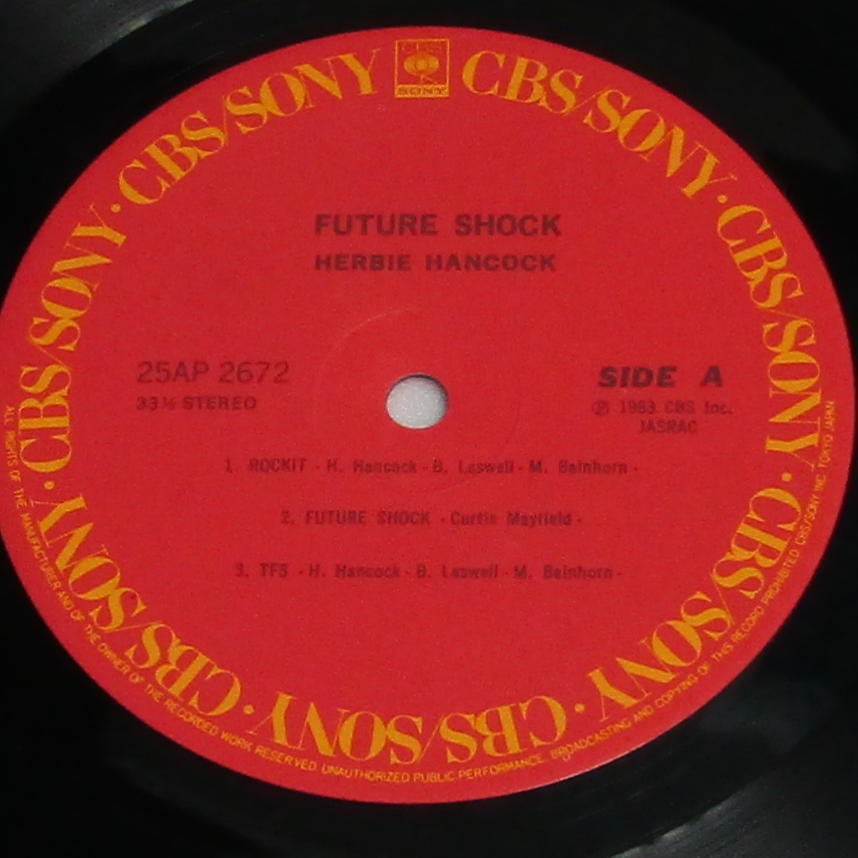 CBS/SONY · CBS/SONY · CBS/SONY · CBS/SONY · CBS/SONY · CBS/SONY · CBS/SONY · CBS/SONY · CBS/SONY
CBS
SONY
FUTURE SHOCK
HERBIE HANCOCK
25AP 2672
33⅓ STEREO
SIDE A
℗ 1983 CBS Inc.
JASRAC
1. ROCKIT - H. Hancock - B. Laswell - M. Beinhorn -
2. FUTURE SHOCK - Curtis Mayfield -
3. TFS - H. Hancock - B. Laswell - M. Beinhorn -
ALL RIGHTS OF THE MANUFACTURER AND OF THE OWNER OF THE RECORDED WORK RESERVED. UNAUTHORIZED PUBLIC PERFORMANCE, BROADCASTING AND COPYING OF THIS RECORD PROHIBITED CBS/SONY INC. TOKYO JAPAN